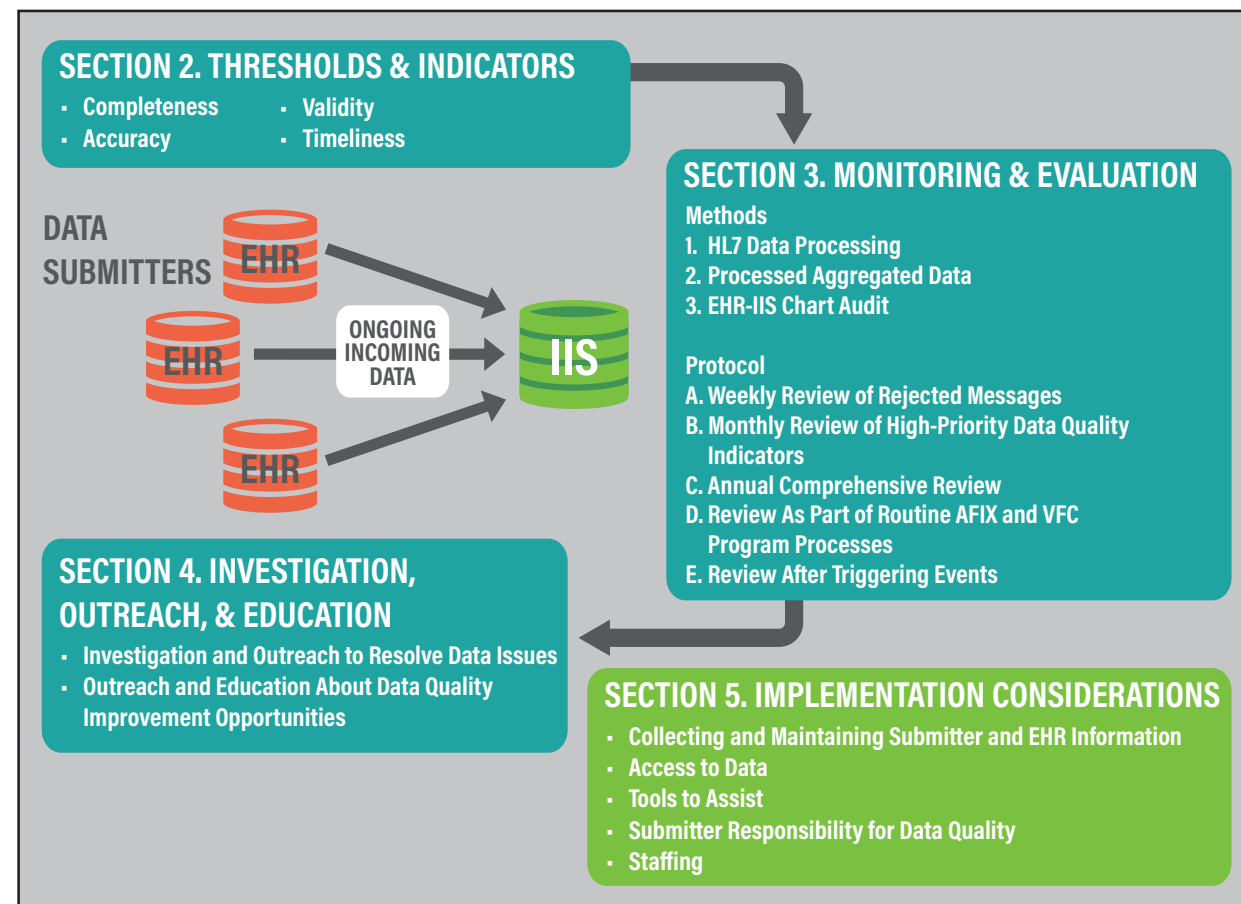 SECTION 2. THRESHOLDS & INDICATORS
▪ Completeness
▪ Accuracy
▪ Validity
▪ Timeliness
DATA
SUBMITTERS
EHR
EHR
EHR
ONGOING
INCOMING
DATA
IIS
SECTION 3. MONITORING & EVALUATION
Methods
1. HL7 Data Processing
2. Processed Aggregated Data
3. EHR-IIS Chart Audit
Protocol
A. Weekly Review of Rejected Messages
B. Monthly Review of High-Priority Data Quality
Indicators
C. Annual Comprehensive Review
D. Review As Part of Routine AFIX and VFC
Program Processes
E. Review After Triggering Events
SECTION 4. INVESTIGATION,
OUTREACH, & EDUCATION
▪ Investigation and Outreach to Resolve Data Issues
▪ Outreach and Education About Data Quality
Improvement Opportunities
SECTION 5. IMPLEMENTATION CONSIDERATIONS
▪ Collecting and Maintaining Submitter and EHR Information
▪ Access to Data
▪ Tools to Assist
▪ Submitter Responsibility for Data Quality
▪ Staffing